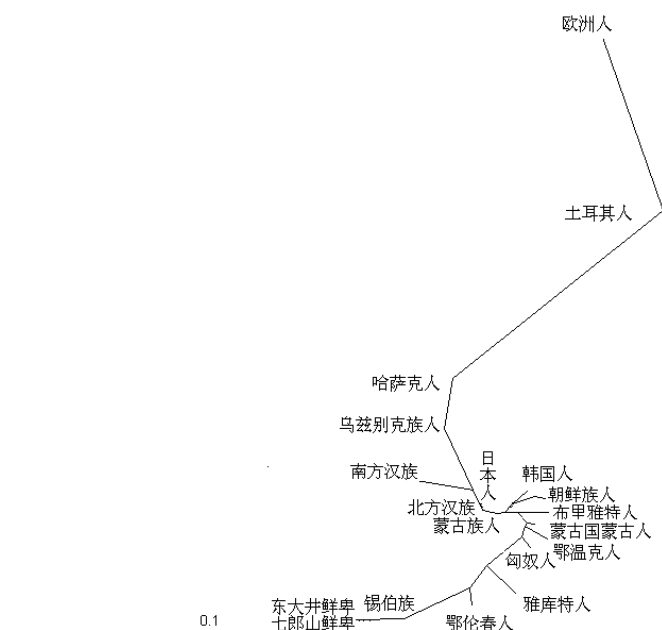 欧洲人
土耳其人
哈萨克人
乌兹别克族人
日本人
南方汉族
韩国人
朝鲜族人
北方汉族
布里雅特人
蒙古族人
蒙古国蒙古人
鄂温克人
匈奴人
东大井鲜卑
锡伯族
雅库特人
七郎山鲜卑
0.1
鄂伦春人